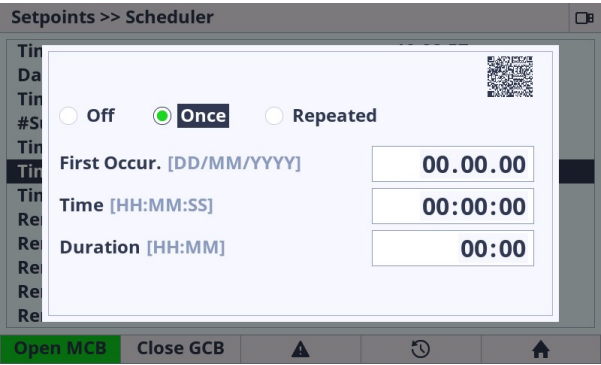 Setpoints >> Scheduler
Off Once Repeated
First Occur. [DD/MM/YYYY] 00.00.00
Time [HH:MM:SS] 00:00:00
Duration [HH:MM] 00:00
Open MCB Close GCB